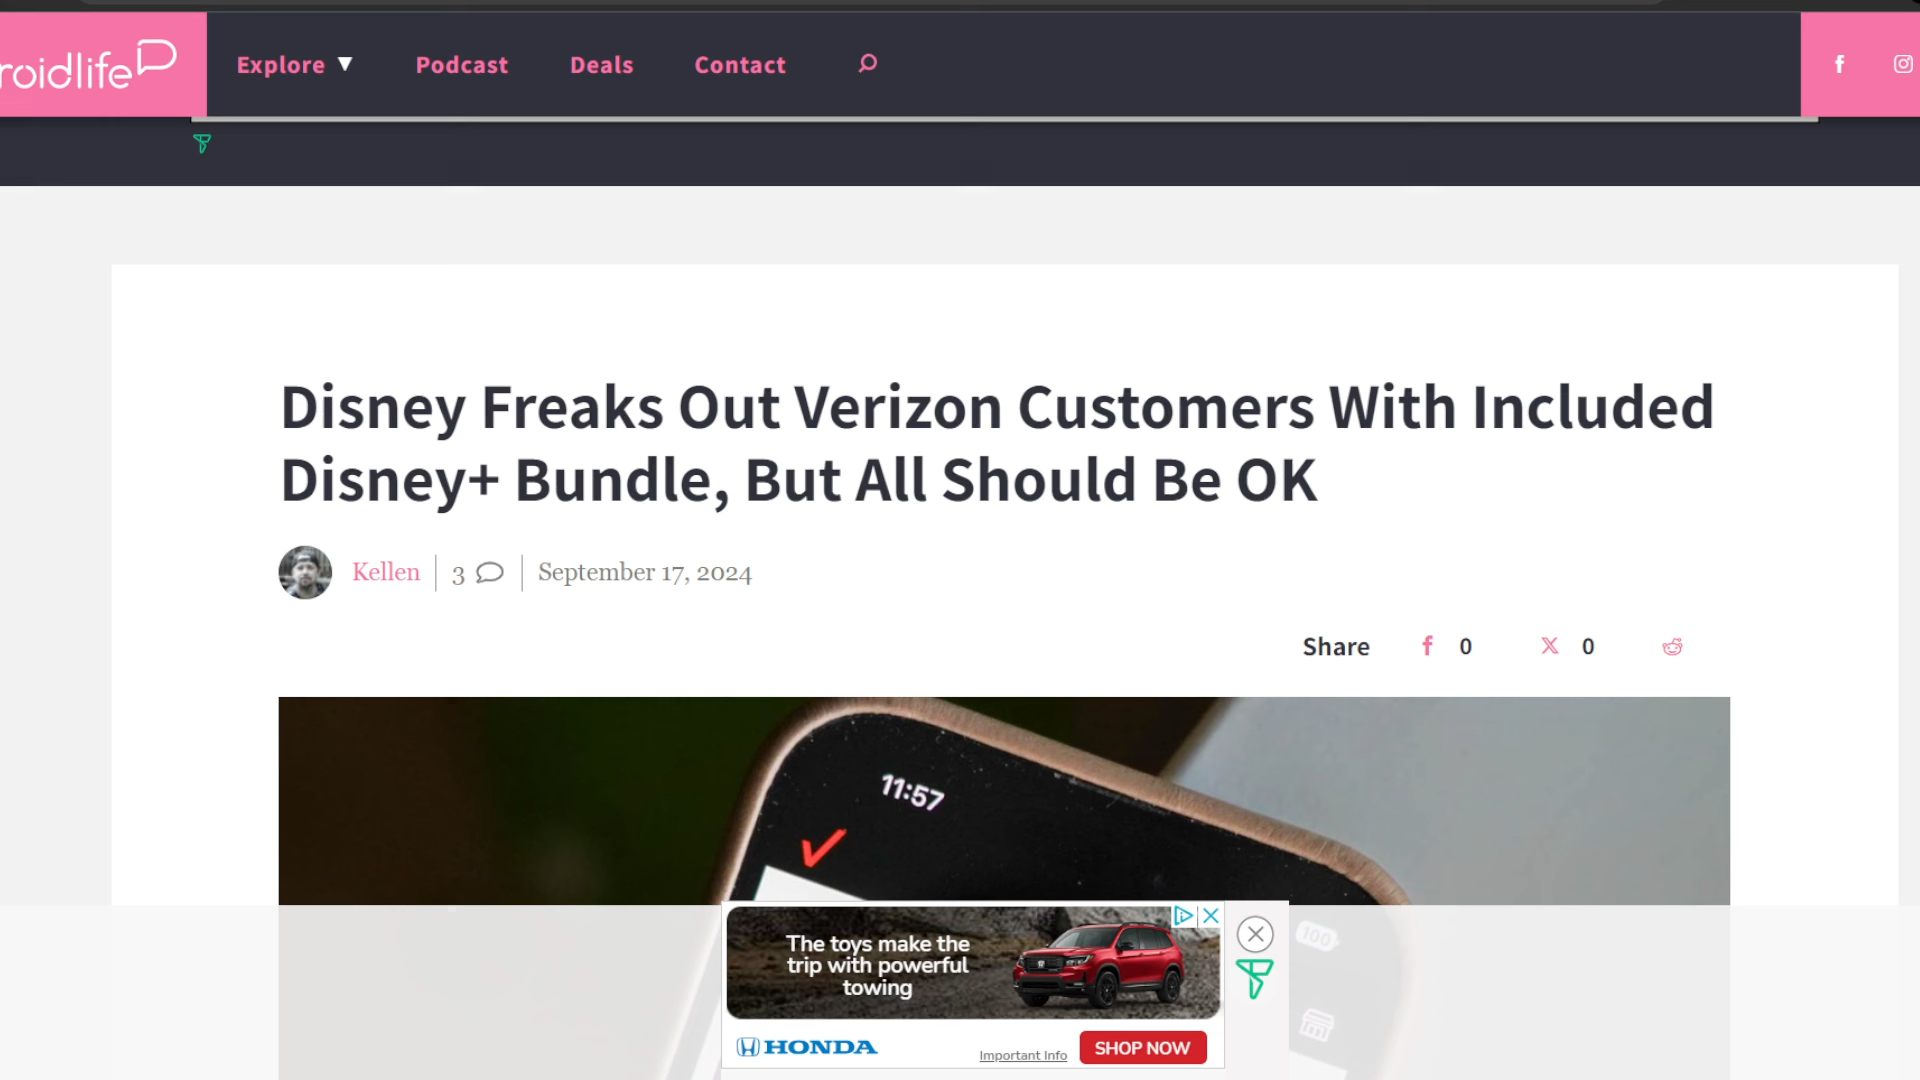 roidlife
Explore ▼ Podcast Deals Contact
Disney Freaks Out Verizon Customers With Included
Disney+ Bundle, But All Should Be OK
Kellen 3 September 17, 2024
Share 0 0
11:57
100
The toys make the
trip with powerful
towing
HONDA
Important Info
SHOP NOW